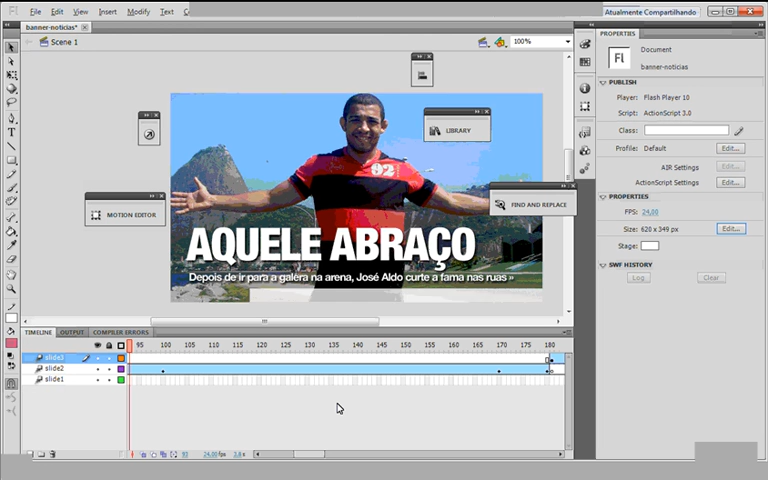 Fl File Edit View Insert Modify Text
Atualmente Compartilhando
banner-noticias*
Scene 1
100%
PROPERTIES
Fl Document
banner-noticias
PUBLISH
Player: Flash Player 10
Script: ActionScript 3.0
Class:
Profile: Default Edit...
AIR Settings Edit...
ActionScript Settings Edit...
PROPERTIES
FPS: 24,00
Size: 620 x 349 px Edit...
Stage:
SWF HISTORY
Log Clear
LIBRARY
FIND AND REPLACE
MOTION EDITOR
92
AQUELE ABRAÇO
Depois de ir para a galera na arena, José Aldo curte a fama nas ruas »
TIMELINE OUTPUT COMPILER ERRORS
95 100 105 110 115 120 125 130 135 140 145 150 155 160 165 170 175 180 185
slide3
slide2
slide1
93 24,00 fps 3,8 s